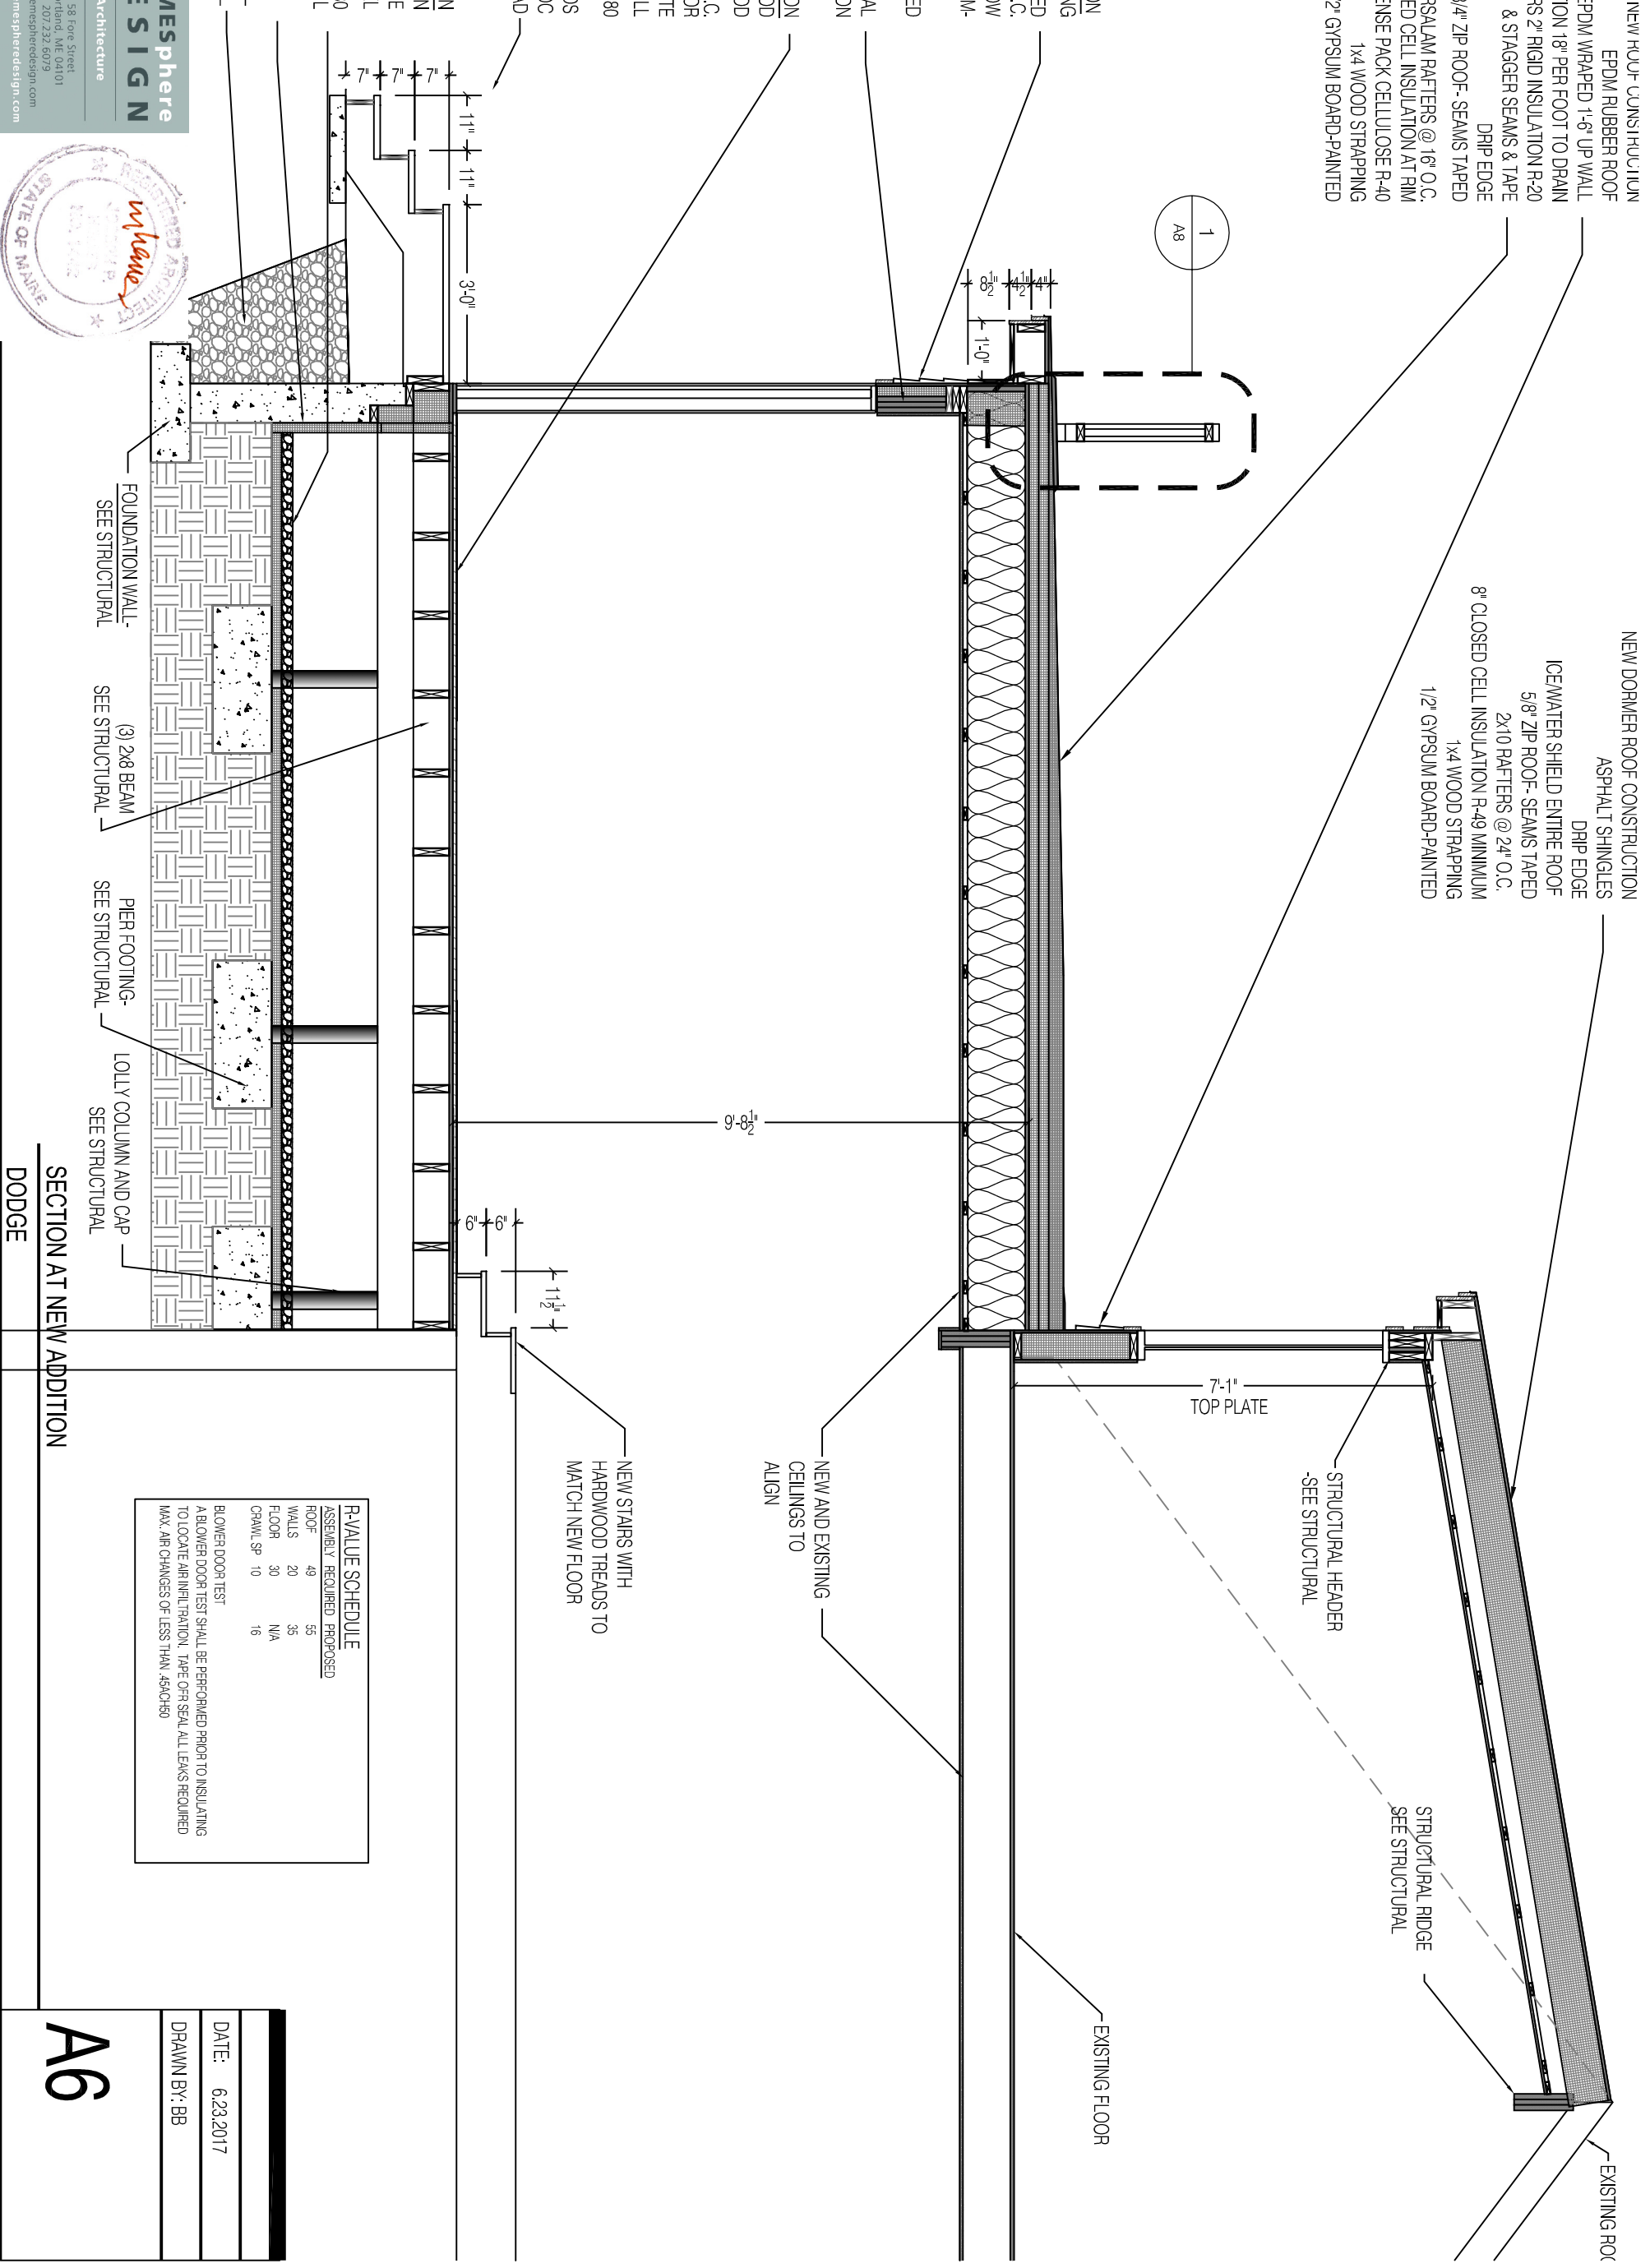 NEW ROOF CONSTRUCTION
EPDM RUBBER ROOF
EPDM WRAPED 1'-6" UP WALL
18" PER FOOT TO DRAIN
2" RIGID INSULATION R-20
& STAGGER SEAMS & TAPE
DRIP EDGE
3/4" ZIP ROOF- SEAMS TAPED
RAFTERS @ 16" O.C.
CELL INSULATION AT RIM
PACK CELLULOSE R-40
1x4 WOOD STRAPPING
GYPSUM BOARD-PAINTED
NEW DORMER ROOF CONSTRUCTION
ASPHALT SHINGLES
DRIP EDGE
ICE/WATER SHIELD ENTIRE ROOF
5/8" ZIP ROOF- SEAMS TAPED
2x10 RAFTERS @ 24" O.C.
8" CLOSED CELL INSULATION R-49 MINIMUM
1x4 WOOD STRAPPING
1/2" GYPSUM BOARD-PAINTED
EXISTING
STRUCTURAL RIDGE
SEE STRUCTURAL
STRUCTURAL HEADER
-SEE STRUCTURAL
7'-1"
TOP PLATE
1
A8
4"
4½"
8½"
1'-0"
EXISTING FLOOR
NEW AND EXISTING
CEILINGS TO
ALIGN
9'-8½"
NEW STAIRS WITH
HARDWOOD TREADS TO
MATCH NEW FLOOR
11½"
6"
6"
3'-0"
11"
11"
7"
7"
7"
R-VALUE SCHEDULE
ASSEMBLY REQUIRED PROPOSED
ROOF 49 55
WALLS 20 35
FLOOR 30 N/A
CRAWL SP 10 16
BLOWER DOOR TEST
A BLOWER DOOR TEST SHALL BE PERFORMED PRIOR TO INSULATING
TO LOCATE AIR INFILTRATION. TAPE OFR SEAL ALL LEAKS REQUIRED
MAX. AIR CHANGES OF LESS THAN .45ACH50
FOUNDATION WALL-
SEE STRUCTURAL
(3) 2x8 BEAM
SEE STRUCTURAL
PIER FOOTING-
SEE STRUCTURAL
LOLLY COLUMN AND CAP
SEE STRUCTURAL
SECTION AT NEW ADDITION
DODGE
DATE: 6.23.2017
DRAWN BY: BB
A6
MESphere
ESIGN
Architecture
58 Fore Street
ME 04101
207.232.6079
REGISTERED ARCHITECT
STATE OF MAINE